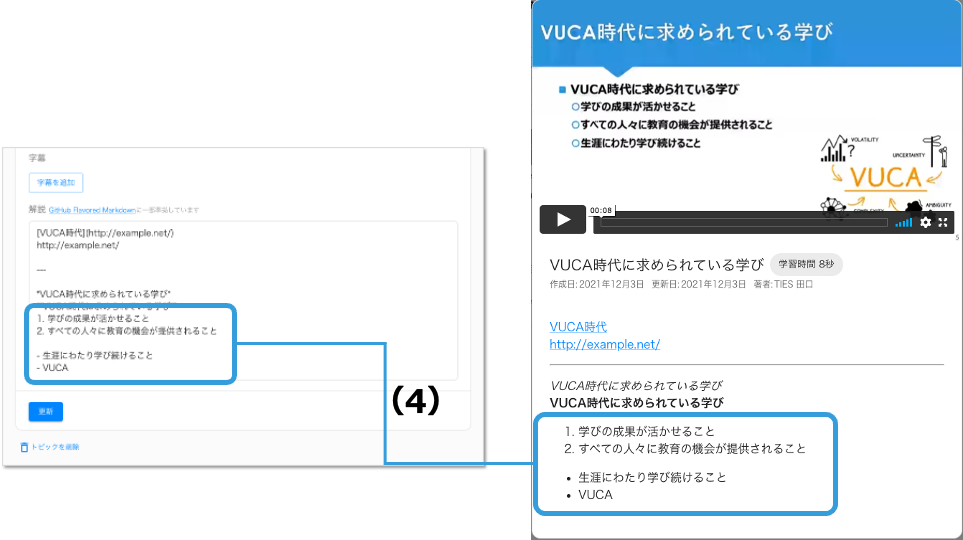 字幕
字幕を追加
解説 GitHub Flavored Markdownに一部準拠しています
[VUCA時代](http://example.net/)
http://example.net/
---
*VUCA時代に求められている学び*
1. 学びの成果が活かせること
2. すべての人々に教育の機会が提供されること
- 生涯にわたり学び続けること
- VUCA
更新
トピックを削除
(4)
VUCA時代に求められている学び
VUCA時代に求められている学び
学びの成果が活かせること
すべての人々に教育の機会が提供されること
生涯にわたり学び続けること
VOLATILITY
?
UNCERTAINTY
VUCA
AMBIGUITY
00:08
5
VUCA時代に求められている学び 学習時間 8秒
作成日:2021年12月3日 更新日:2021年12月3日 著者:TIES 田口
VUCA時代
http://example.net/
VUCA時代に求められている学び
VUCA時代に求められている学び
1. 学びの成果が活かせること
2. すべての人々に教育の機会が提供されること
• 生涯にわたり学び続けること
• VUCA